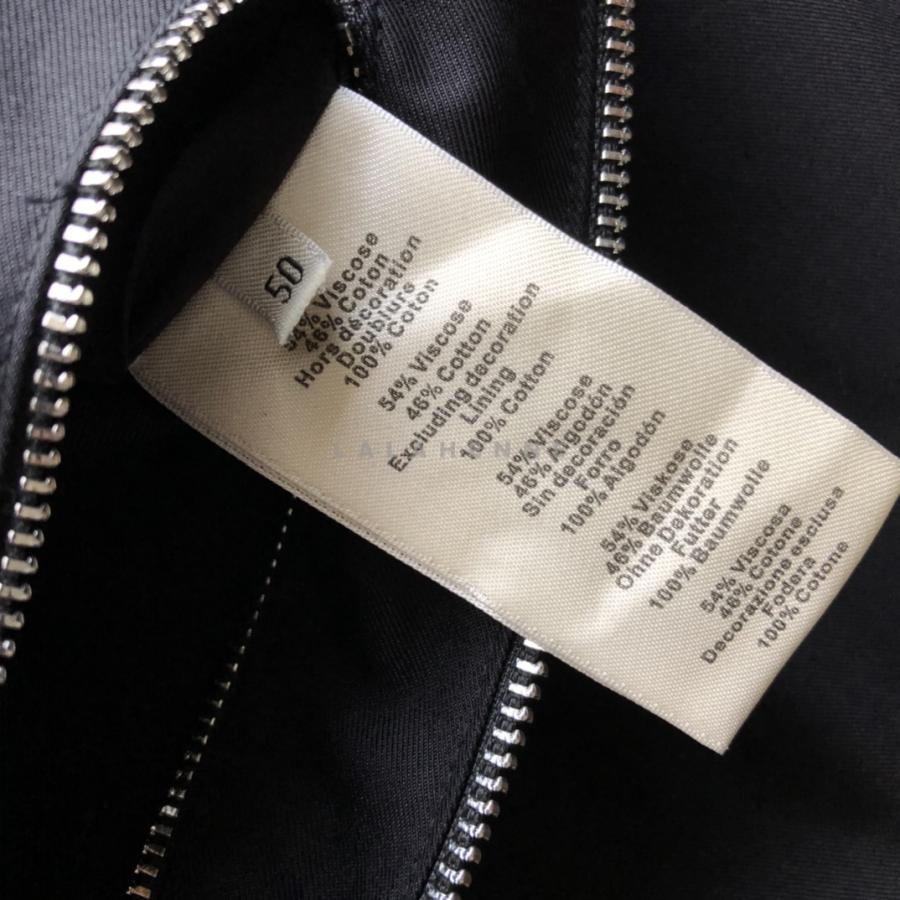 50
54% Viscose
46% Coton
Hors décoration
Doublure
100% Coton
54% Viscose
46% Cotton
Excluding decoration
Lining
100% Cotton
54% Viscose
46% Algodón
Sin decoración
Forro
100% Algodón
54% Viskose
46% Baumwolle
Ohne Dekoration
Futter
100% Baumwolle
54% Viscosa
46% Cotone
Decorazione esclusa
Fodera
100% Cotone